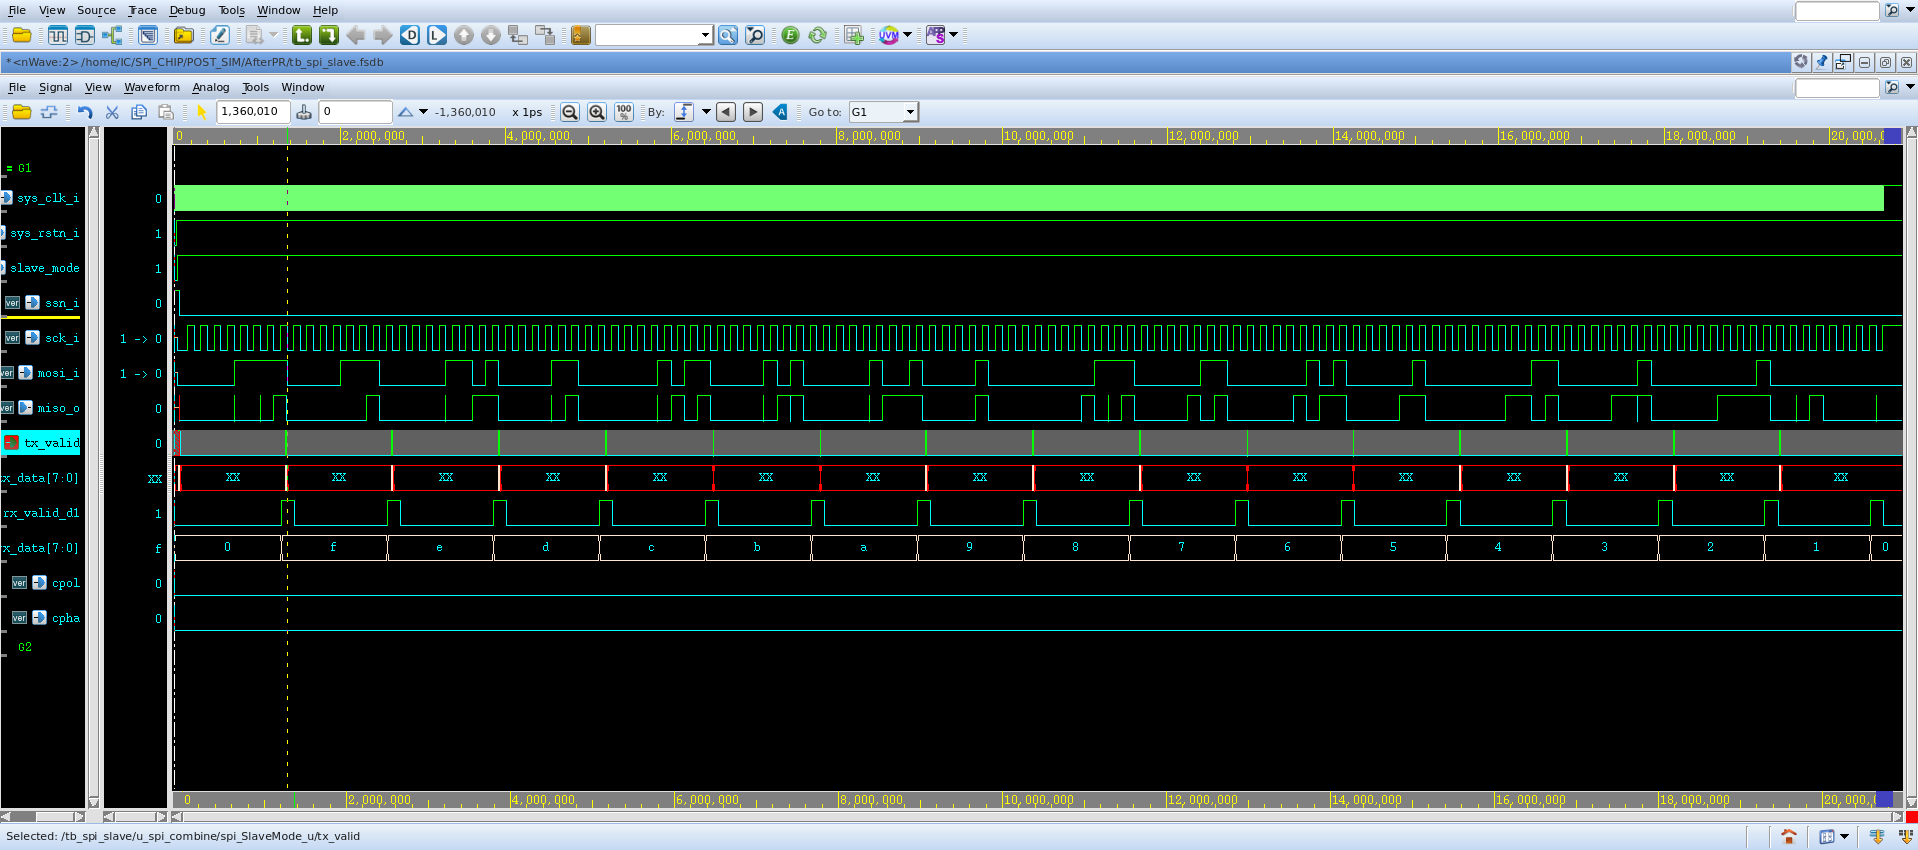 File View Source Trace Debug Tools Window Help
*<nWave:2> /home/IC/SPI_CHIP/POST_SIM/AfterPR/tb_spi_slave.fsdb
File Signal View Waveform Analog Tools Window
1,360,010 0 -1,360,010 x 1ps 100% By: Go to: G1
0 2,000,000 4,000,000 6,000,000 8,000,000 10,000,000 12,000,000 14,000,000 16,000,000 18,000,000 20,000,
G1
sys_clk_i 0
sys_rstn_i 1
slave_mode 1
ver ssn_i 0
ver sck_i 1 -> 0
ver mosi_i 1 -> 0
ver miso_o 0
tx_valid 0
x_data[7:0] XX XX XX XX XX XX XX XX XX XX XX XX XX XX XX XX XX
rx_valid_d1 1
x_data[7:0] f 0 f e d c b a 9 8 7 6 5 4 3 2 1 0
ver cpol 0
ver cpha 0
G2
0 2,000,000 4,000,000 6,000,000 8,000,000 10,000,000 12,000,000 14,000,000 16,000,000 18,000,000 20,000,
Selected: /tb_spi_slave/u_spi_combine/spi_SlaveMode_u/tx_valid